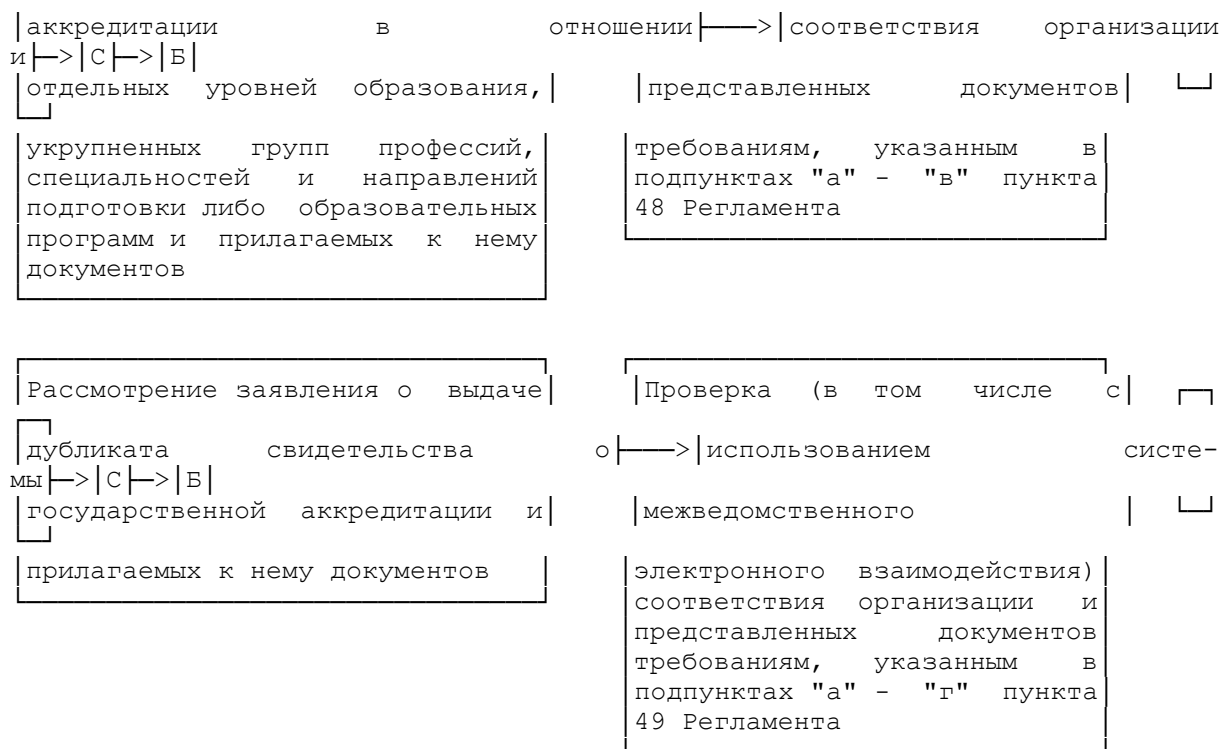 аккредитации в отношении├───>│соответствия организации
и├─>│С├─>│Б│
отдельных уровней образования,│ │представленных документов│ └─┘
└─┘
укрупненных групп профессий,│ │требованиям, указанным в│
специальностей и направлений│ │подпунктах "а" - "в" пункта│
подготовки либо образовательных│ │48 Регламента │
программ и прилагаемых к нему│
документов
Рассмотрение заявления о выдаче│ │Проверка (в том числе с│ ┌─┐
┌─┐
дубликата свидетельства о├───>│использованием систе-
мы├─>│С├─>│Б│
государственной аккредитации и│ │межведомственного │ └─┘
└─┘
прилагаемых к нему документов │ │электронного взаимодействия)│
соответствия организации и│
представленных документов│
требованиям, указанным в│
подпунктах "а" - "г" пункта│
49 Регламента